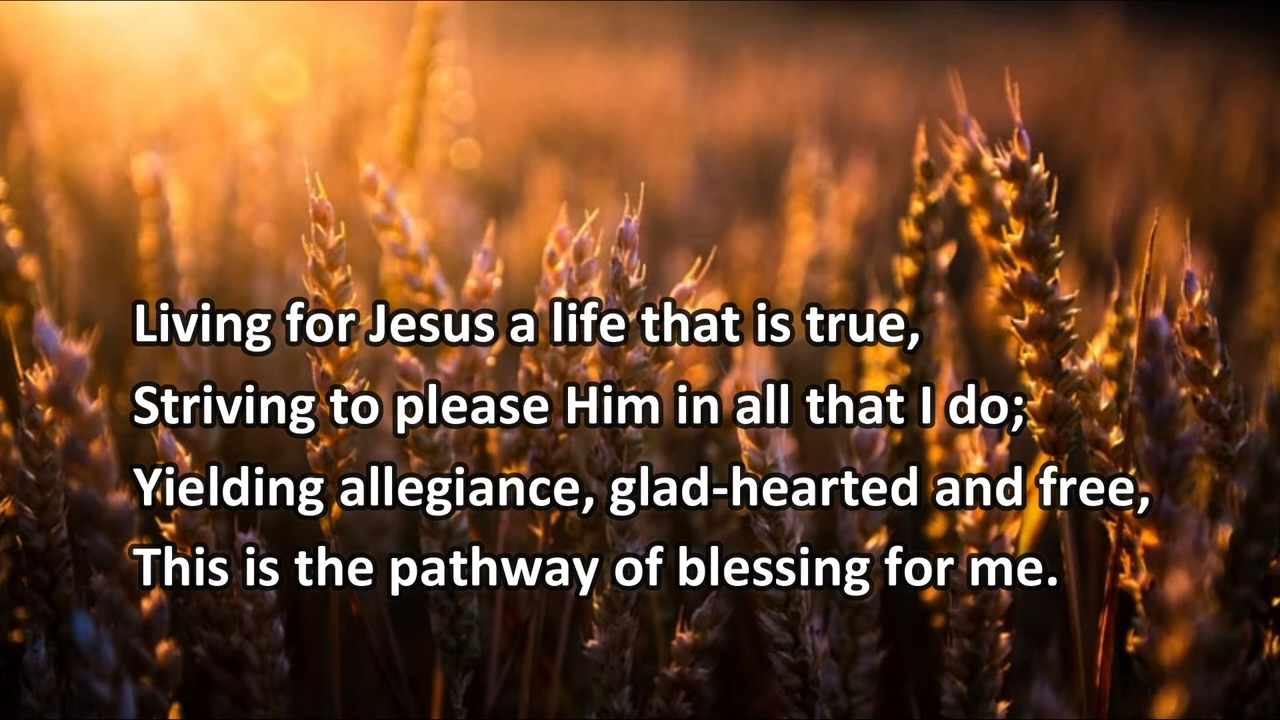 Living for Jesus a life that is true,
Striving to please Him in all that I do;
Yielding allegiance, glad-hearted and free,
This is the pathway of blessing for me.